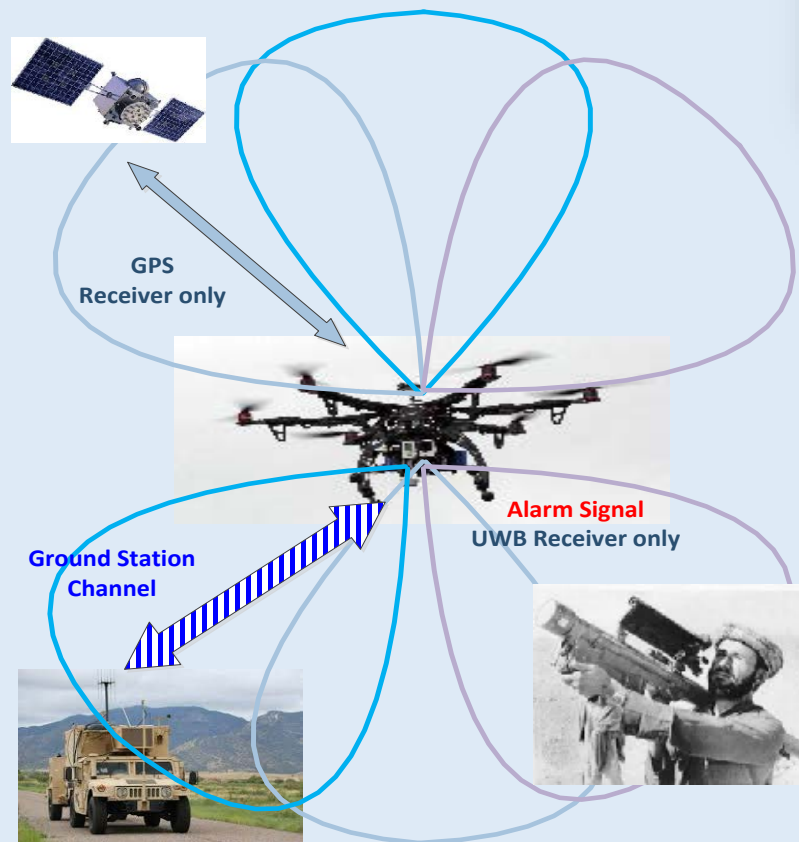 GPS
Receiver only
Alarm Signal
UWB Receiver only
Ground Station
Channel